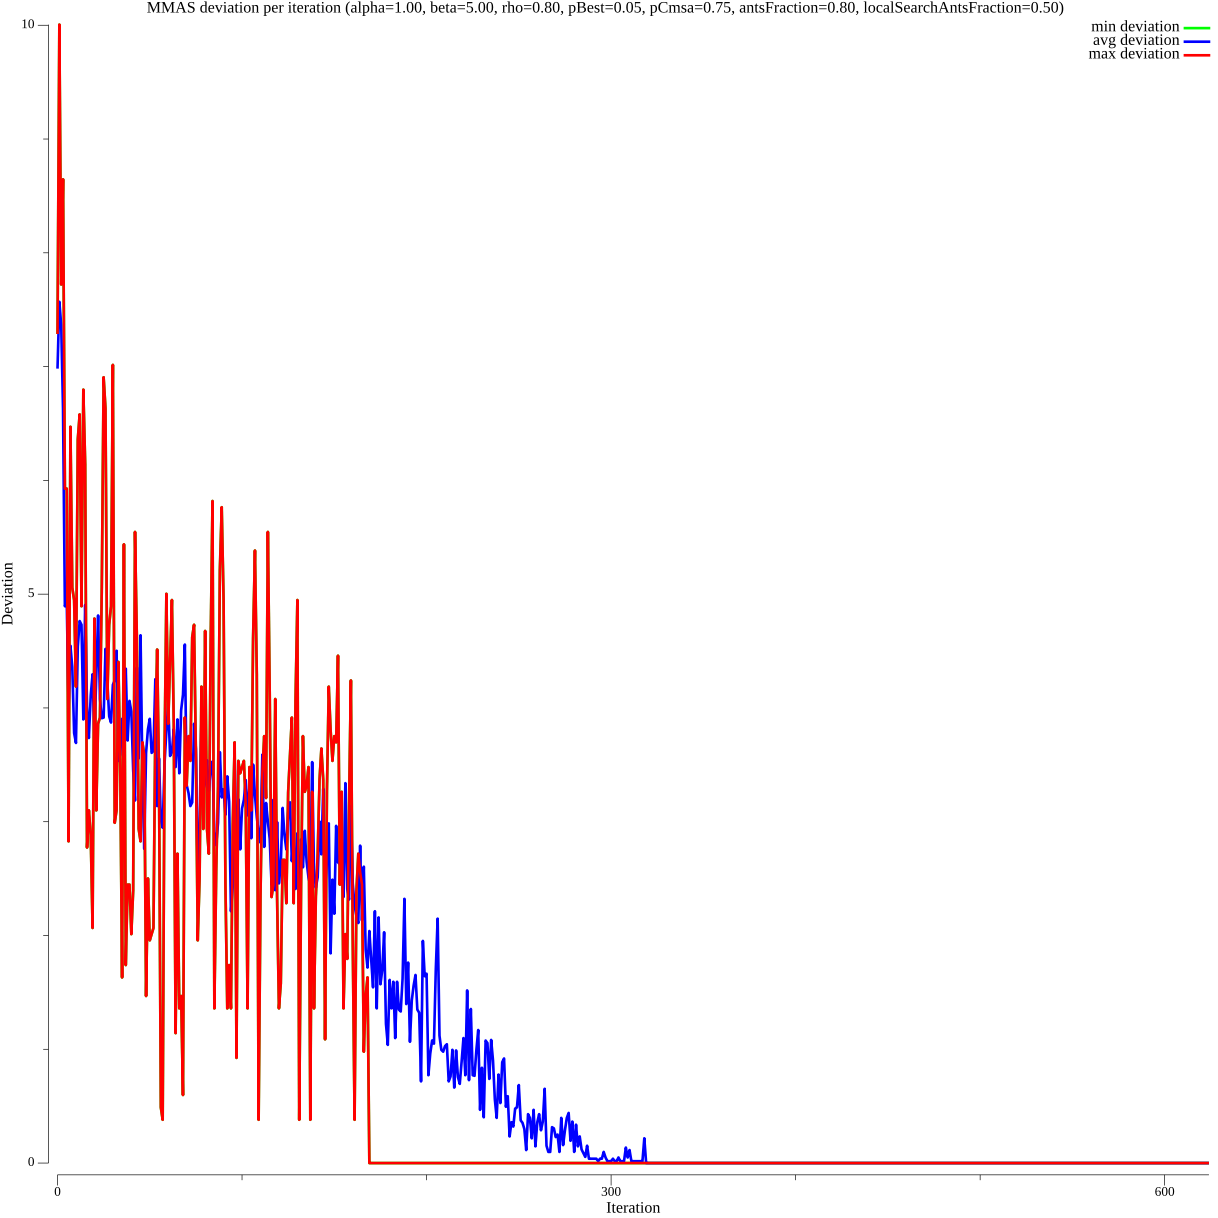 MMAS deviation per iteration (alpha=1.00, beta=5.00, rho=0.80, pBest=0.05, pCmsa=0.75, antsFraction=0.80, localSearchAntsFraction=0.50)
10
min deviation
avg deviation
max deviation
5
Deviation
0
0
300
600
Iteration